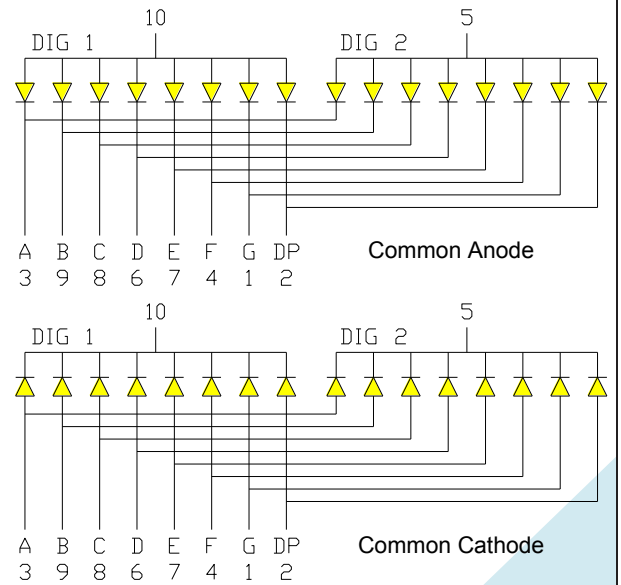 10 5
DIG 1 DIG 2
A B C D E F G DP Common Anode
3 9 8 6 7 4 1 2
10 5
DIG 1 DIG 2
A B C D E F G DP Common Cathode
3 9 8 6 7 4 1 2